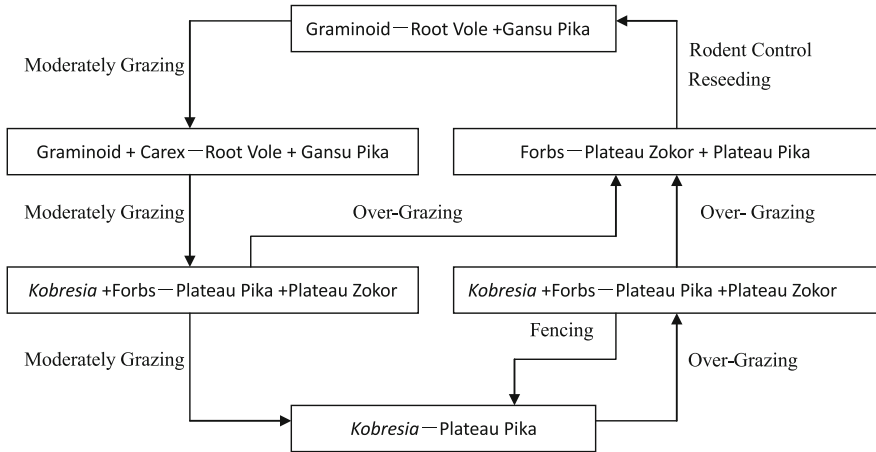 Graminoid—Root Vole +Gansu Pika
Moderately Grazing
Rodent Control
Reseeding
Graminoid + Carex—Root Vole + Gansu Pika
Forbs—Plateau Zokor + Plateau Pika
Moderately Grazing
Over-Grazing
Over- Grazing
Kobresia +Forbs—Plateau Pika +Plateau Zokor
Kobresia +Forbs—Plateau Pika +Plateau Zokor
Moderately Grazing
Fencing
Over-Grazing
Kobresia—Plateau Pika